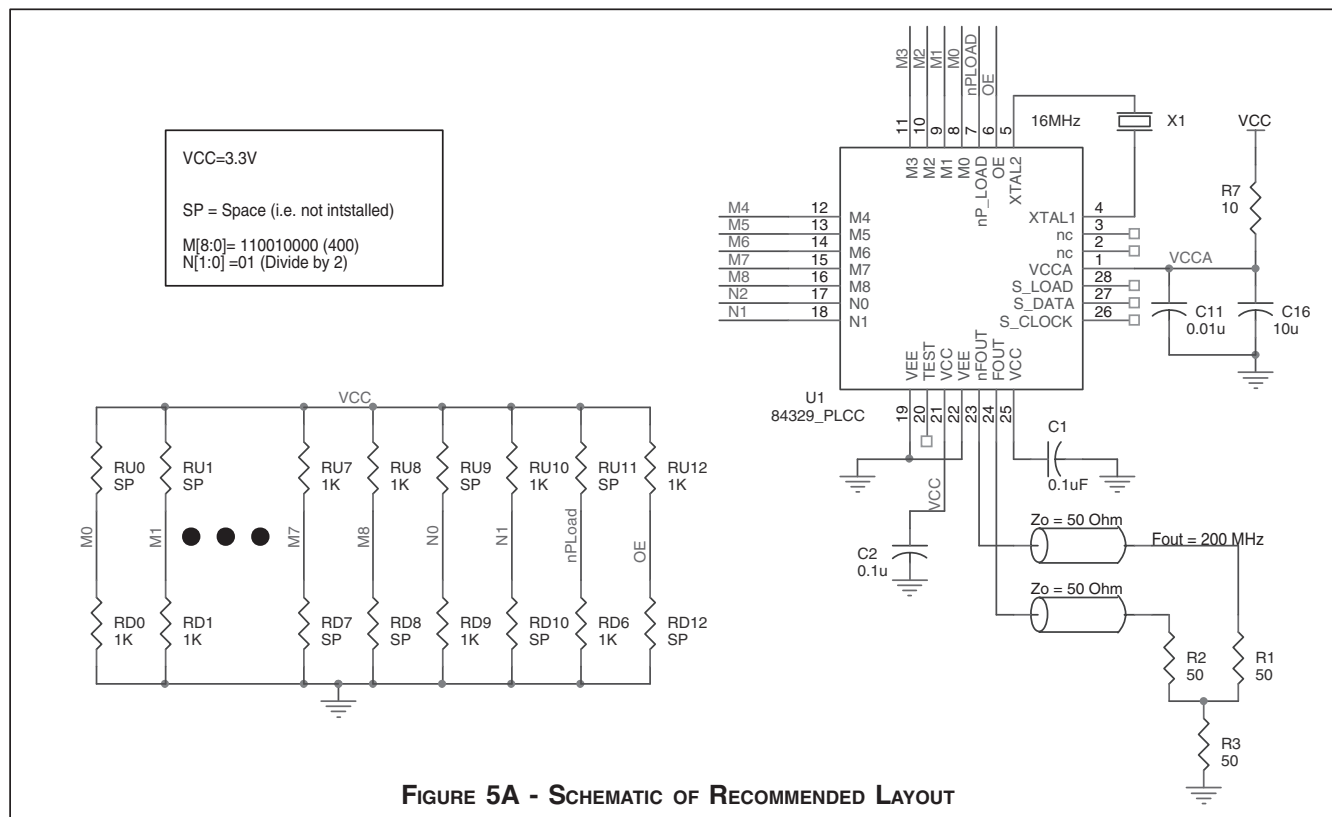 M3
M2
M1
M0
nPLOAD
OE
11
10
9
8
7
6
5
16MHz
X1
VCC
VCC=3.3V
SP = Space (i.e. not intstalled)
M[8:0]= 110010000 (400)
N[1:0] =01 (Divide by 2)
M3
M2
M1
M0
nP_LOAD
OE
XTAL2
R7
10
M4
M5
M6
M7
M8
N2
N1
12
13
14
15
16
17
18
M4
M5
M6
M7
M8
N0
N1
XTAL1
nc
nc
VCCA
S_LOAD
S_DATA
S_CLOCK
4
3
2
1
28
27
26
VCCA
C11
0.01u
C16
10u
VEE
TEST
VCC
VEE
nFOUT
FOUT
VCC
U1
84329_PLCC
19
20
21
22
23
24
25
C1
0.1uF
VCC
C2
0.1u
Zo = 50 Ohm
Fout = 200 MHz
Zo = 50 Ohm
R2
50
R1
50
R3
50
VCC
RU0
SP
RU1
SP
RU7
1K
RU8
1K
RU9
SP
RU10
1K
RU11
SP
RU12
1K
M0
M1
M7
M8
N0
N1
nPLoad
OE
RD0
1K
RD1
1K
RD7
SP
RD8
SP
RD9
1K
RD10
SP
RD6
1K
RD12
SP
FIGURE 5A - SCHEMATIC OF RECOMMENDED LAYOUT